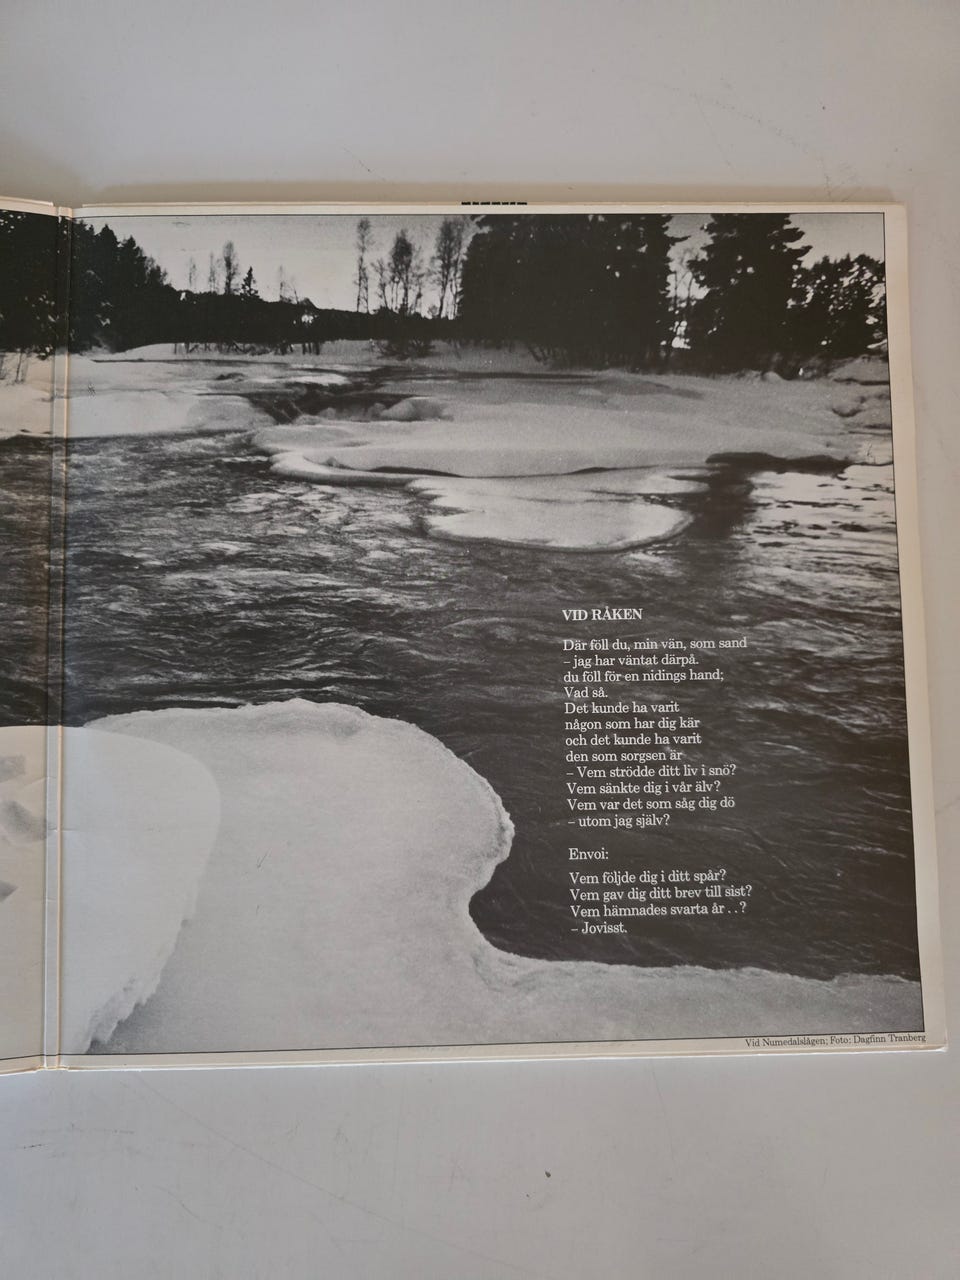 VID RÅKEN
Där föll du, min vän, som sand
– jag har väntat därpå.
du föll för en nidings hand;
Vad så.
Det kunde ha varit
någon som har dig kär
och det kunde ha varit
den som sorgsen är
– Vem strödde ditt liv i snö?
Vem sänkte dig i vår älv?
Vem var det som såg dig dö
– utom jag själv?
Envoi:
Vem följde dig i ditt spår?
Vem gav dig ditt brev till sist?
Vem hämnades svarta år . . ?
– Jovisst.
Vid Numedalslågen; Foto: Dagfinn Tranberg